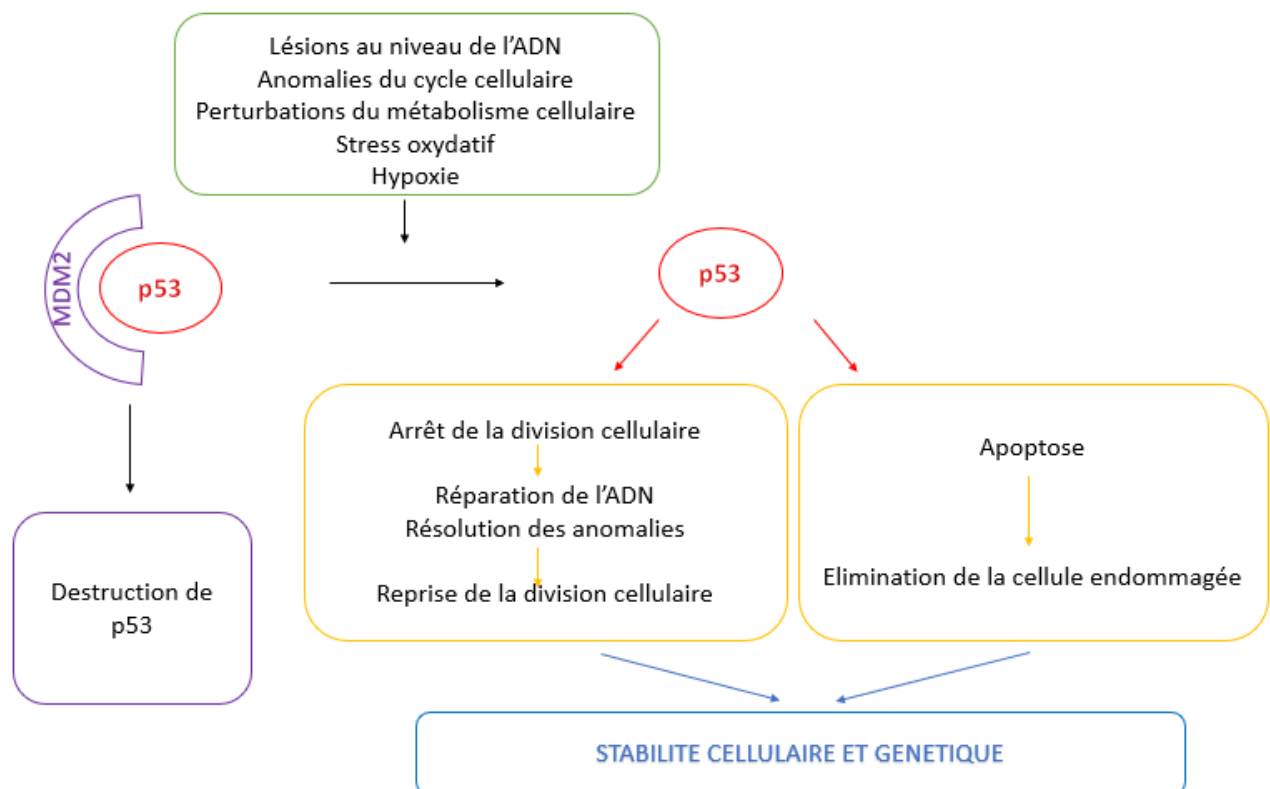 Lésions au niveau de l'ADN
Anomalies du cycle cellulaire
Perturbations du métabolisme cellulaire
Stress oxydatif
Hypoxie
MDM2
p53
p53
Destruction de
p53
Arrêt de la division cellulaire
Réparation de l'ADN
Résolution des anomalies
Reprise de la division cellulaire
Apoptose
Elimination de la cellule endommagée
STABILITE CELLULAIRE ET GENETIQUE